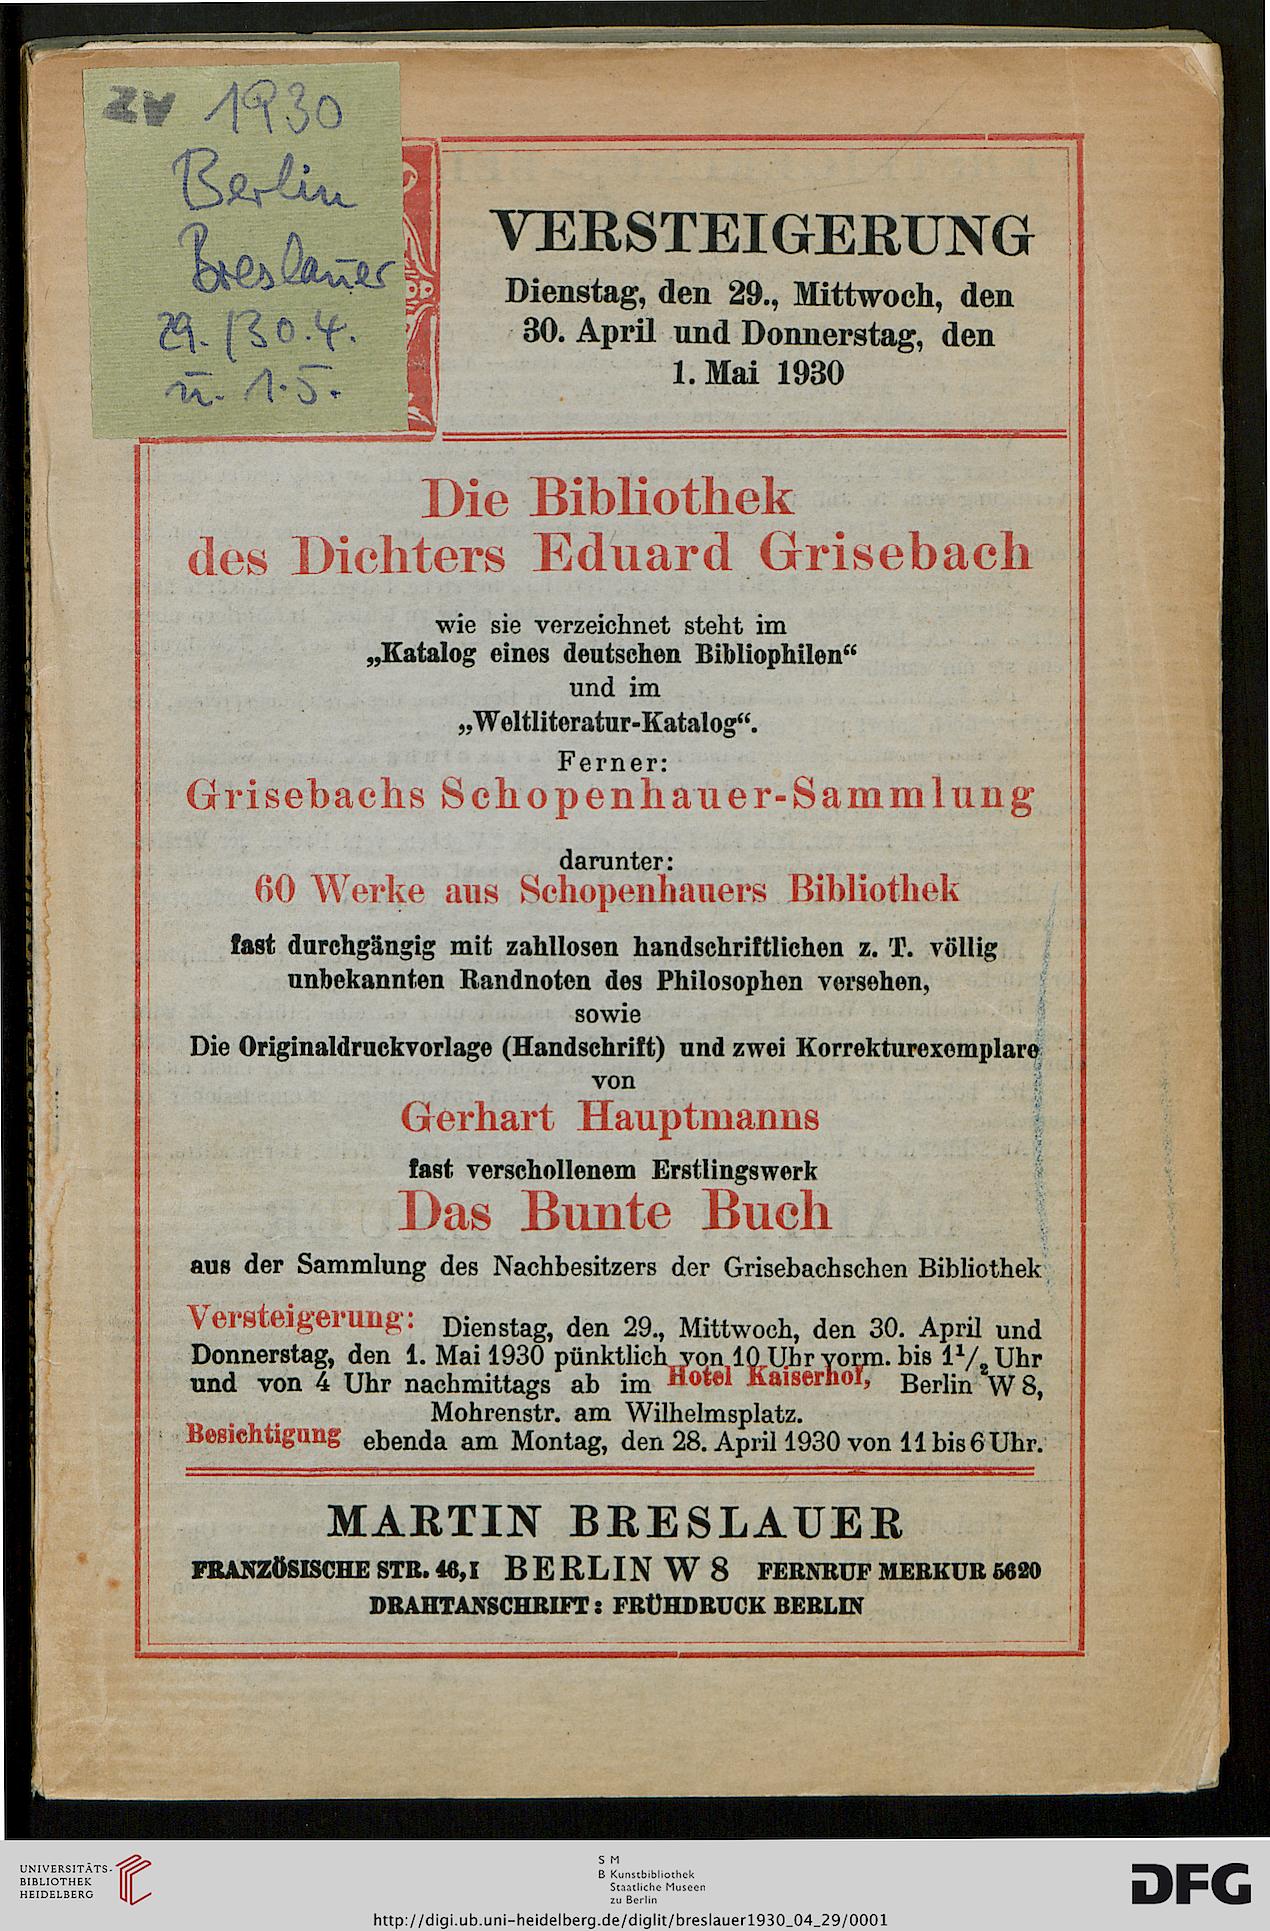 ZV 1930
Berlin
Breslauer
29./30.4.
u. 1.5.
VERSTEIGERUNG
Dienstag, den 29., Mittwoch, den
30. April und Donnerstag, den
1. Mai 1930
Die Bibliothek
des Dichters Eduard Grisebach
wie sie verzeichnet steht im
„Katalog eines deutschen Bibliophilen“
und im
„Weltliteratur-Katalog“.
Ferner:
Grisebachs Schopenhauer-Sammlung
darunter:
60 Werke aus Schopenhauers Bibliothek
fast durchgängig mit zahllosen handschriftlichen z. T. völlig
unbekannten Randnoten des Philosophen versehen,
sowie
Die Originaldruckvorlage (Handschrift) und zwei Korrekturexemplare
von
Gerhart Hauptmanns
fast verschollenem Erstlingswerk
Das Bunte Buch
aus der Sammlung des Nachbesitzers der Grisebachschen Bibliothek
Versteigerung: Dienstag, den 29., Mittwoch, den 30. April und
Donnerstag, den 1. Mai 1930 pünktlich von 10 Uhr vorm. bis 1¹/₂ Uhr
und von 4 Uhr nachmittags ab im Hotel Kaiserhof, Berlin W 8,
Mohrenstr. am Wilhelmsplatz.
Besichtigung ebenda am Montag, den 28. April 1930 von 11 bis 6 Uhr.
MARTIN BRESLAUER
FRANZÖSISCHE STR. 46, I BERLIN W 8 FERNRUF MERKUR 5620
DRAHTANSCHRIFT: FRÜHDRUCK BERLIN
UNIVERSITÄTS-
BIBLIOTHEK
HEIDELBERG
S M
B Kunstbibliothek
Staatliche Museen
zu Berlin
DFG
http://digi.ub.uni-heidelberg.de/diglit/breslauer1930_04_29/0001